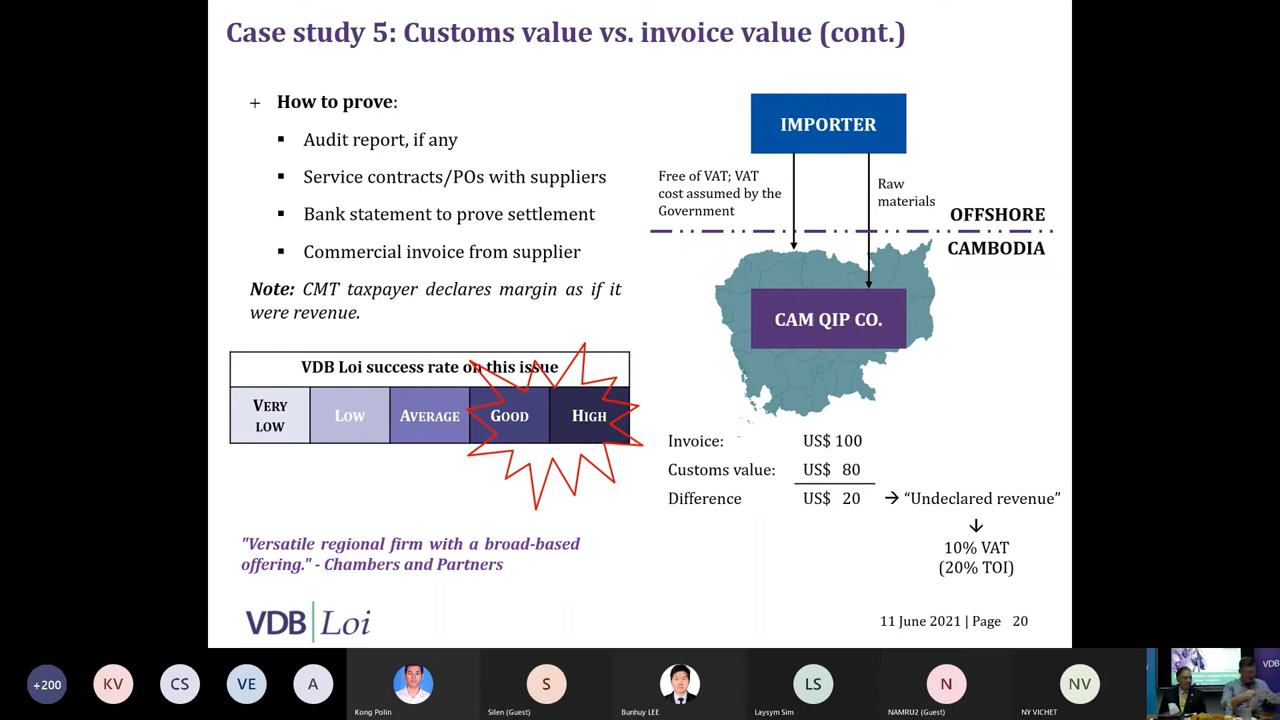 Case study 5: Customs value vs. invoice value (cont.)
+ How to prove:
▪ Audit report, if any
▪ Service contracts/POs with suppliers
▪ Bank statement to prove settlement
▪ Commercial invoice from supplier
Note: CMT taxpayer declares margin as if it
were revenue.
VDB Loi success rate on this issue
VERY
LOW
LOW
AVERAGE
GOOD
HIGH
"Versatile regional firm with a broad-based
offering." - Chambers and Partners
IMPORTER
Free of VAT; VAT
cost assumed by the
Government
Raw
materials
OFFSHORE
CAMBODIA
CAM QIP CO.
Invoice: US$ 100
Customs value: US$ 80
Difference US$ 20 → “Undeclared revenue”
↓
10% VAT
(20% TOI)
VDB Loi
11 June 2021 | Page 20
+200
KV
CS
VE
A
Kong Polin
S
Silen (Guest)
Bunhuy LEE
LS
Laysym Sim
N
NAMRU2 (Guest)
NV
NY VICHET
VDB